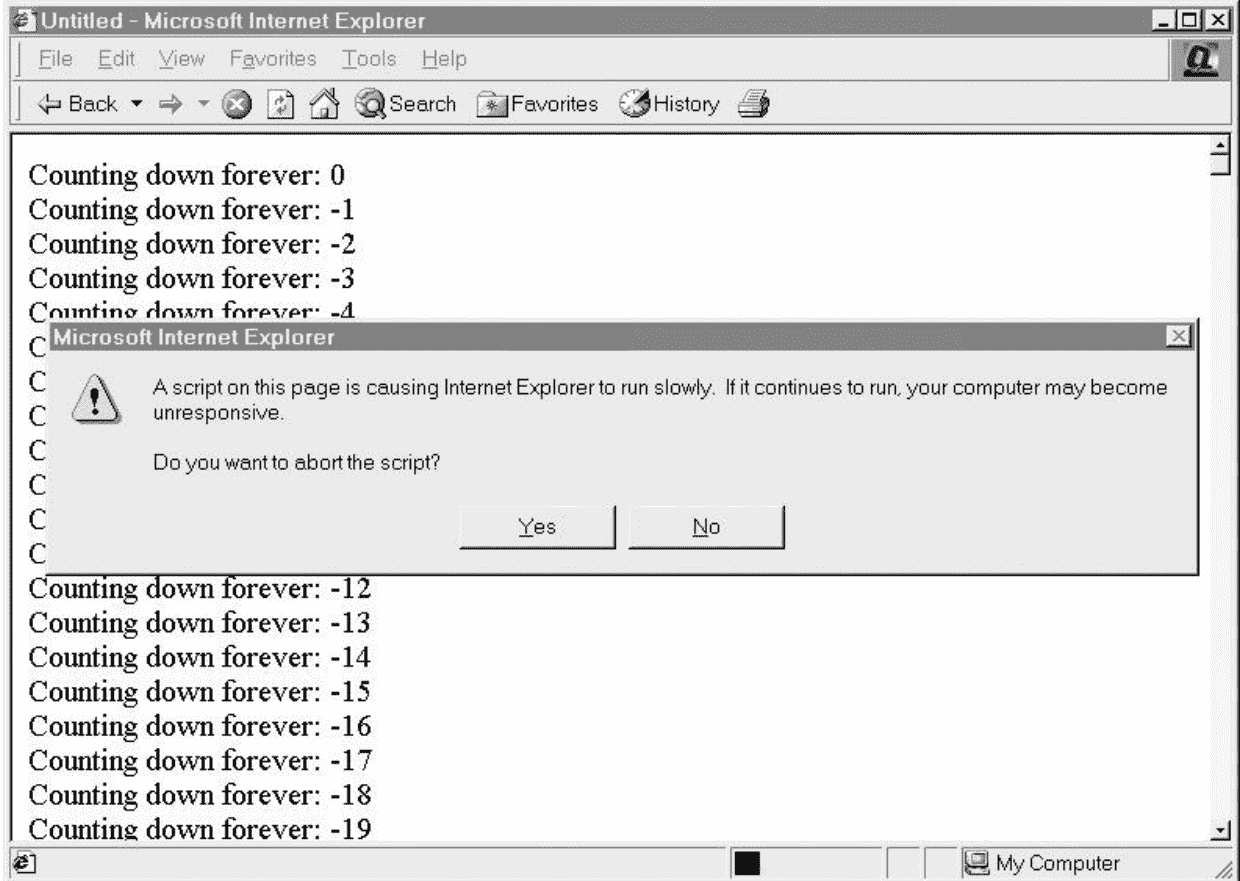 Untitled - Microsoft Internet Explorer
File Edit View Favorites Tools Help
Back Search Favorites History
Counting down forever: 0
Counting down forever: -1
Counting down forever: -2
Counting down forever: -3
Counting down forever: -4
Microsoft Internet Explorer
A script on this page is causing Internet Explorer to run slowly. If it continues to run, your computer may become
unresponsive.
Do you want to abort the script?
Yes No
Counting down forever: -12
Counting down forever: -13
Counting down forever: -14
Counting down forever: -15
Counting down forever: -16
Counting down forever: -17
Counting down forever: -18
Counting down forever: -19
My Computer